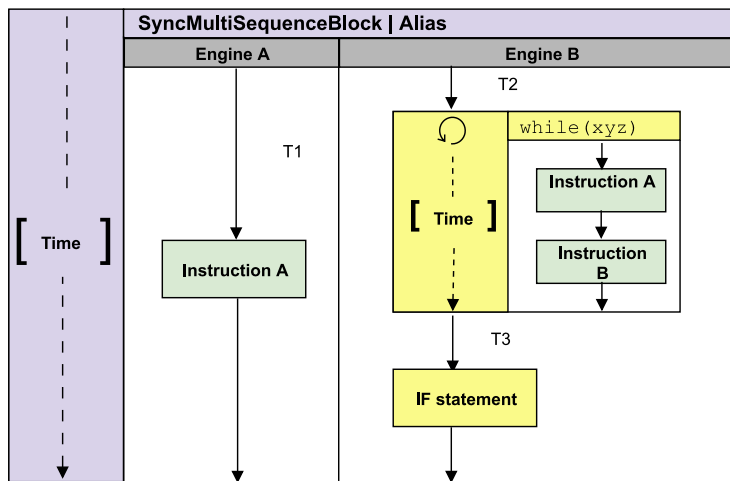 SyncMultiSequenceBlock | Alias
Engine A
Engine B
T2
while(xyz)
T1
Instruction A
[ Time ]
[ Time ]
Instruction A
Instruction
B
T3
IF statement